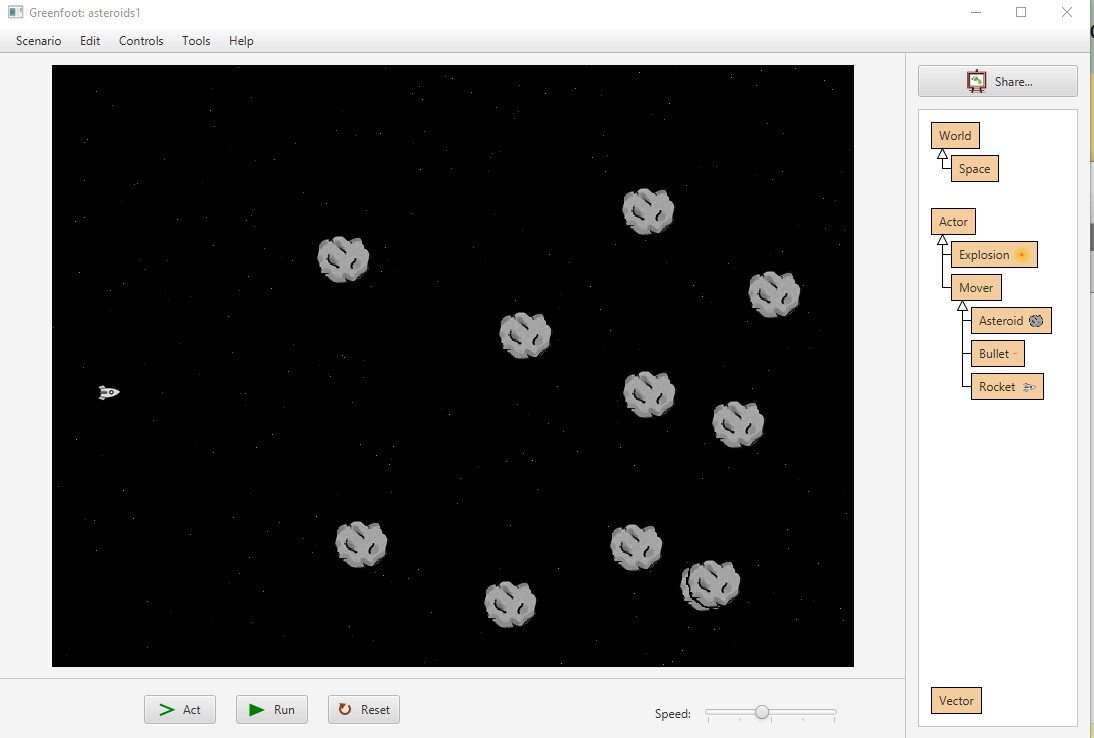 Greenfoot: asteroids1
Scenario Edit Controls Tools Help
Share...
World
Space
Actor
Explosion
Mover
Asteroid
Bullet
Rocket
Vector
Act Run Reset Speed: